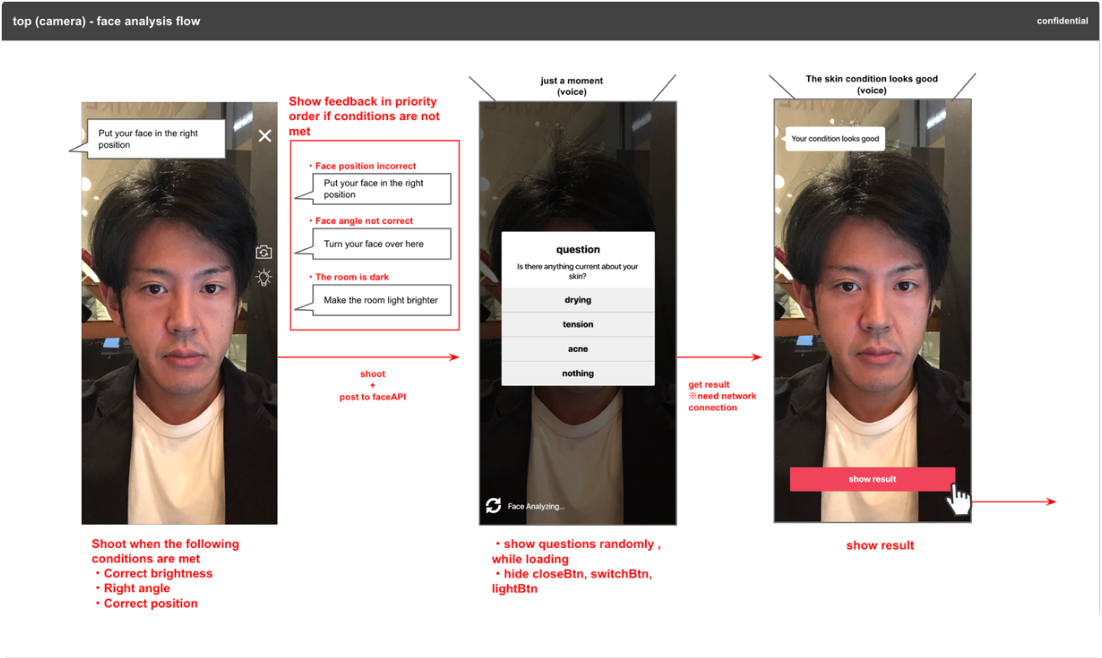 top (camera) - face analysis flow
confidential
Put your face in the right
position
Show feedback in priority
order if conditions are not
met
・Face position incorrect
Put your face in the right
position
・Face angle not correct
Turn your face over here
・The room is dark
Make the room light brighter
shoot
+
post to faceAPI
Shoot when the following
conditions are met
・Correct brightness
・Right angle
・Correct position
just a moment
(voice)
question
Is there anything current about your
skin?
drying
tension
acne
nothing
Face Analyzing...
・show questions randomly ,
while loading
・hide closeBtn, switchBtn,
lightBtn
get result
※need network
connection
The skin condition looks good
(voice)
Your condition looks good
show result
show result